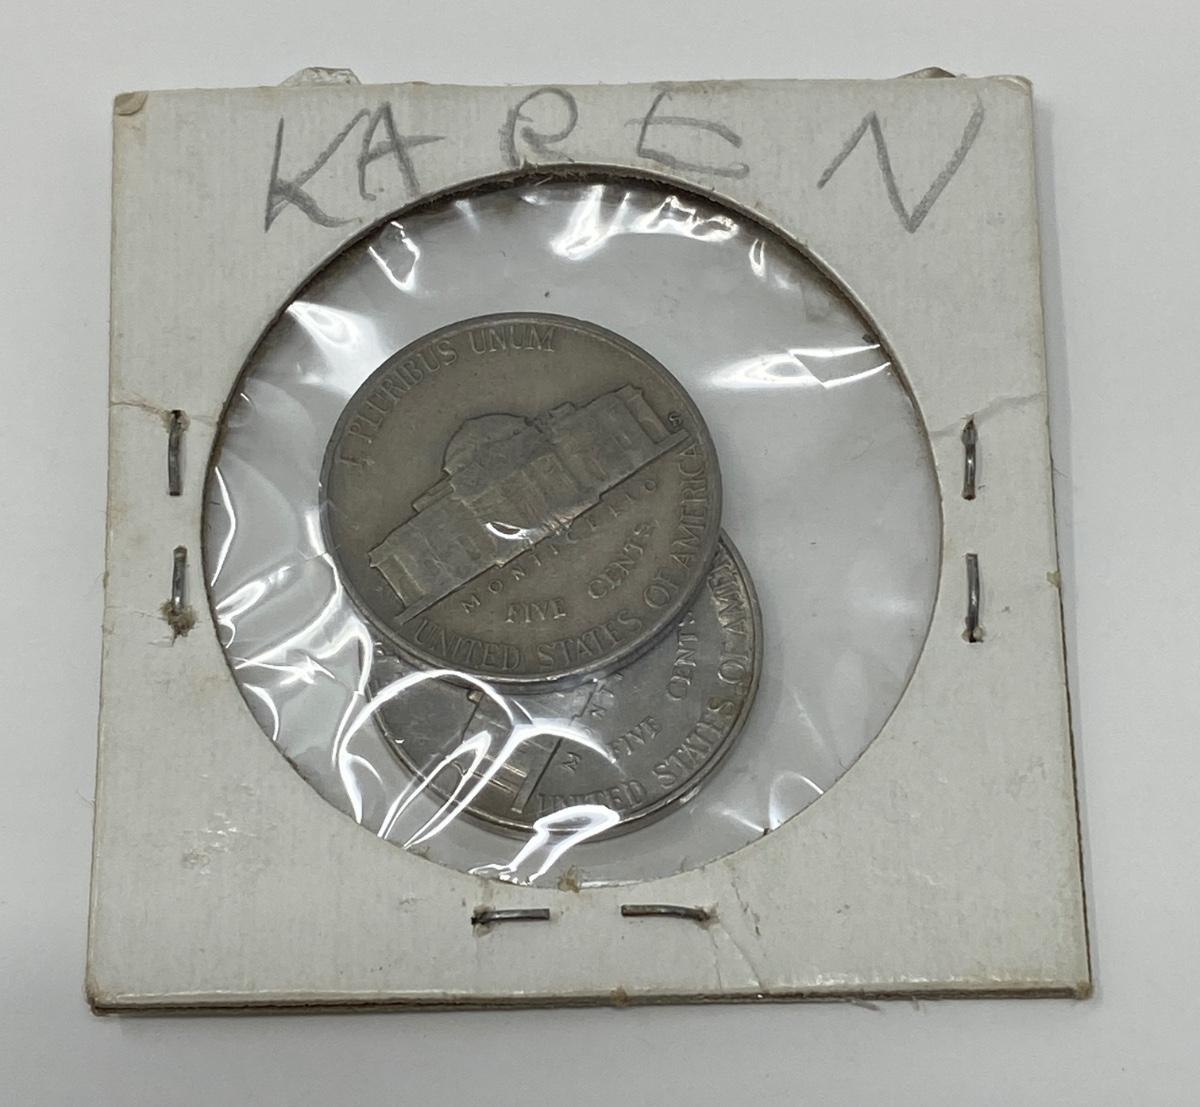 KAREN
E PLURIBUS UNUM
S
MONTICELLO
FIVE CENTS
UNITED STATES OF AMERICA
M
FIVE CENTS
UNITED STATES OF AME